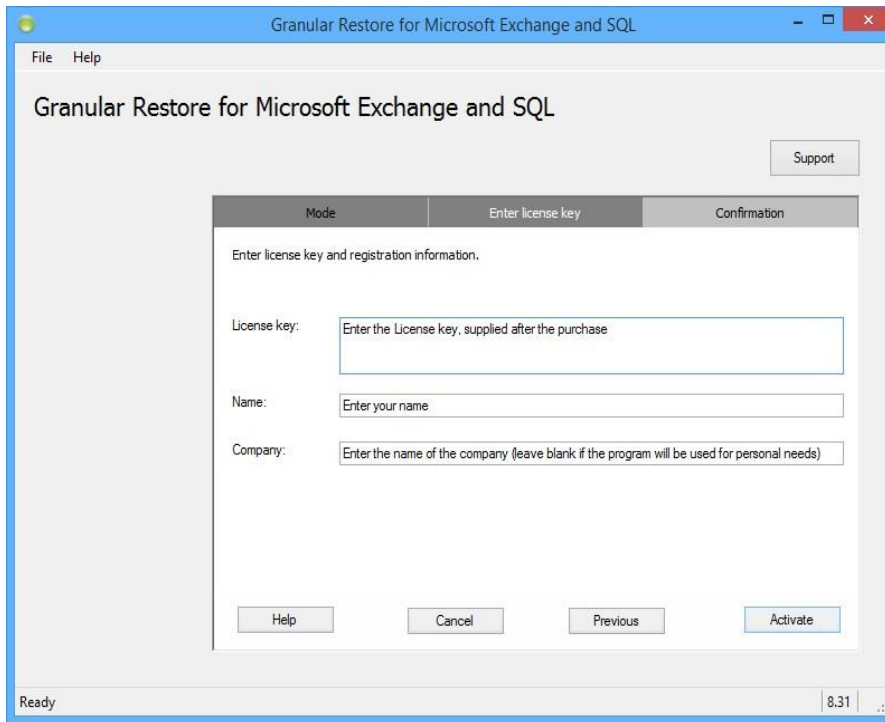 Granular Restore for Microsoft Exchange and SQL
File Help
Granular Restore for Microsoft Exchange and SQL
Support
Mode Enter license key Confirmation
Enter license key and registration information.
License key: Enter the License key, supplied after the purchase
Name: Enter your name
Company: Enter the name of the company (leave blank if the program will be used for personal needs)
Help Cancel Previous Activate
Ready 8.31